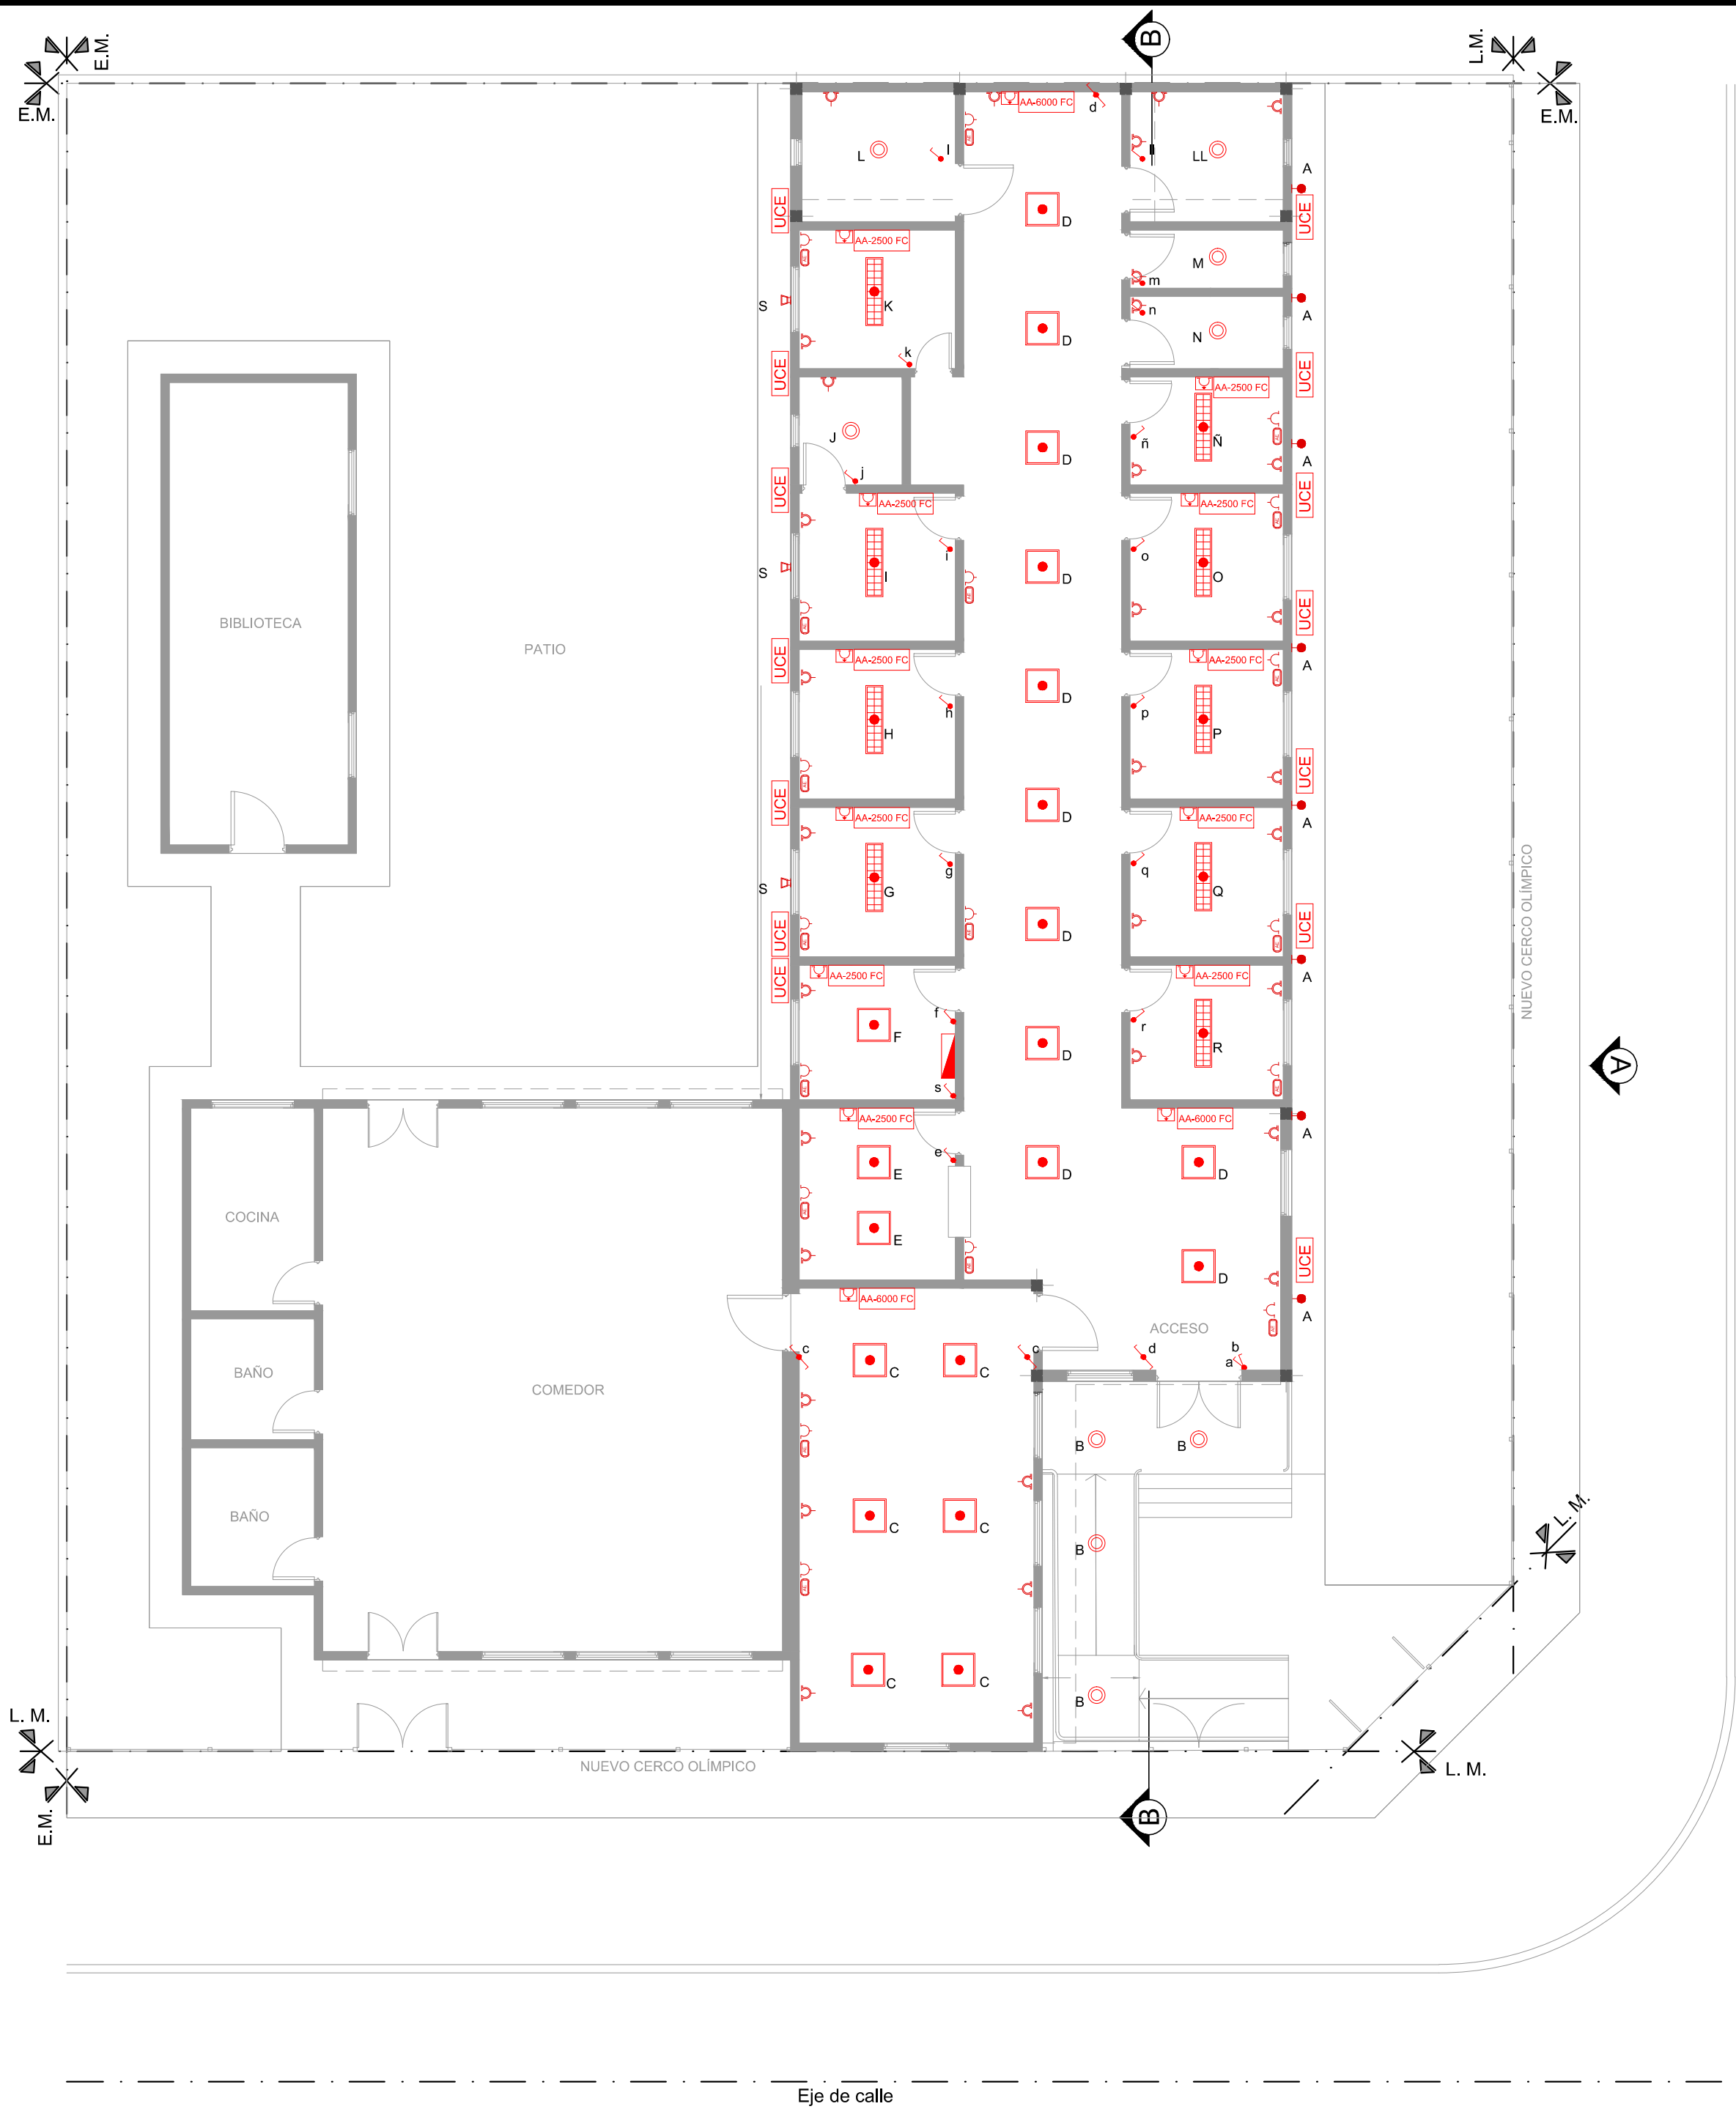 B
E.M.
L.M.
E.M.
E.M.
AA-6000 FC
d
L
l
LL
A
D
UCE
UCE
AA-2500 FC
M
m
S
K
A
n
N
D
k
UCE
UCE
AA-2500 FC
J
ñ
Ñ
D
A
j
UCE
UCE
AA-2500 FC
AA-2500 FC
i
o
S
I
O
D
BIBLIOTECA
UCE
PATIO
UCE
AA-2500 FC
AA-2500 FC
A
D
h
p
H
P
UCE
UCE
AA-2500 FC
AA-2500 FC
D
A
g
q
S
G
Q
NUEVO CERCO OLÍMPICO
UCE
UCE
D
UCE
AA-2500 FC
AA-2500 FC
A
f
r
F
D
R
A
s
AA-2500 FC
AA-6000 FC
A
e
E
D
D
COCINA
E
UCE
D
AA-6000 FC
A
ACCESO
c
c
d
b
a
BAÑO
C
C
COMEDOR
B
B
BAÑO
C
C
L. M.
B
C
C
B
L. M.
NUEVO CERCO OLÍMPICO
L. M.
E.M.
B
Eje de calle